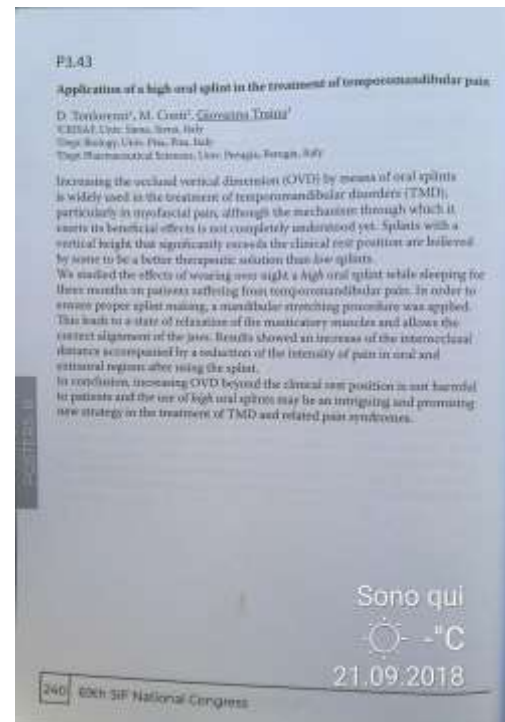 P3.43
Application of a high oral splint in the treatment of temporomandibular pain
D. Tonlorenzi¹, M. Conti², Giovanna Traina³
Univ. Siena, Siena, Italy
²Dept Biology, Univ. Pisa, Pisa, Italy
³Dept Pharmaceutical Sciences, Univ. Perugia, Perugia, Italy
Increasing the occlusal vertical dimension (OVD) by means of oral splints
is widely used in the treatment of temporomandibular disorders (TMD),
particularly in myofascial pain, although the mechanism through which it
exerts its beneficial effects is not completely understood yet. Splints with a
vertical height that significantly exceeds the clinical rest position are believed
by some to be a better therapeutic solution than low splints.
We studied the effects of wearing over night a high oral splint while sleeping for
three months on patients suffering from temporomandibular pain. In order to
ensure proper splint making, a mandibular stretching procedure was applied.
This leads to a state of relaxation of the masticatory muscles and allows the
correct alignment of the jaws. Results showed an increase of the interocclusal
distance accompanied by a reduction of the intensity of pain in oral and
extraoral regions after using the splint.
In conclusion, increasing OVD beyond the clinical rest position is not harmful
to patients and the use of high oral splints may be an intriguing and promising
new strategy in the treatment of TMD and related pain syndromes.
Sono qui
-°C
21.09.2018
240 69th SIF National Congress